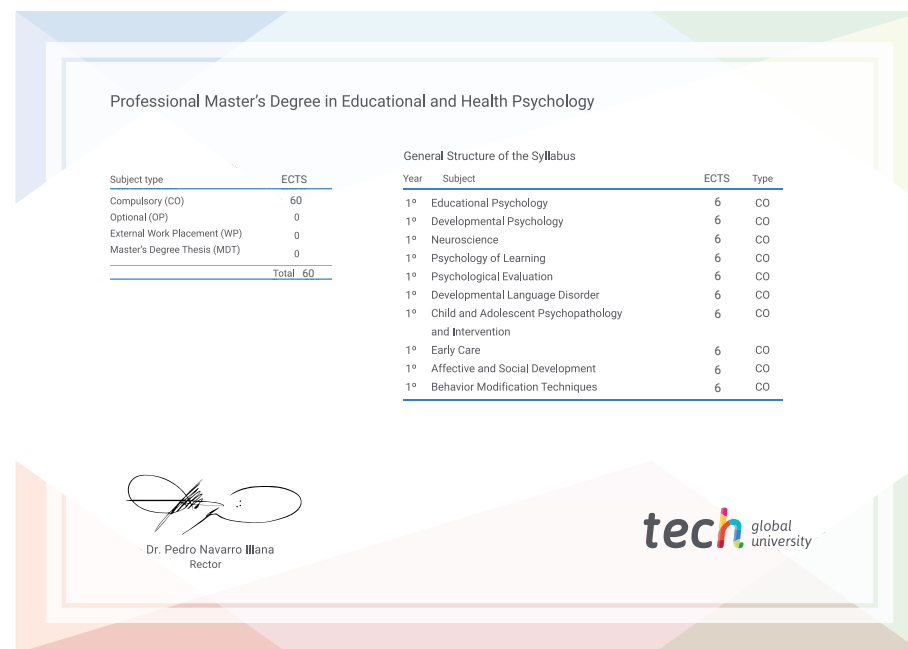 Professional Master's Degree in Educational and Health Psychology
Subject type ECTS
Compulsory (CO) 60
Optional (OP) 0
External Work Placement (WP) 0
Master's Degree Thesis (MDT) 0
Total 60
General Structure of the Syllabus
Year Subject ECTS Type
1º Educational Psychology 6 CO
1º Developmental Psychology 6 CO
1º Neuroscience 6 CO
1º Psychology of Learning 6 CO
1º Psychological Evaluation 6 CO
1º Developmental Language Disorder 6 CO
1º Child and Adolescent Psychopathology 6 CO
and Intervention
1º Early Care 6 CO
1º Affective and Social Development 6 CO
1º Behavior Modification Techniques 6 CO
Dr. Pedro Navarro Illana
Rector
tech global
university